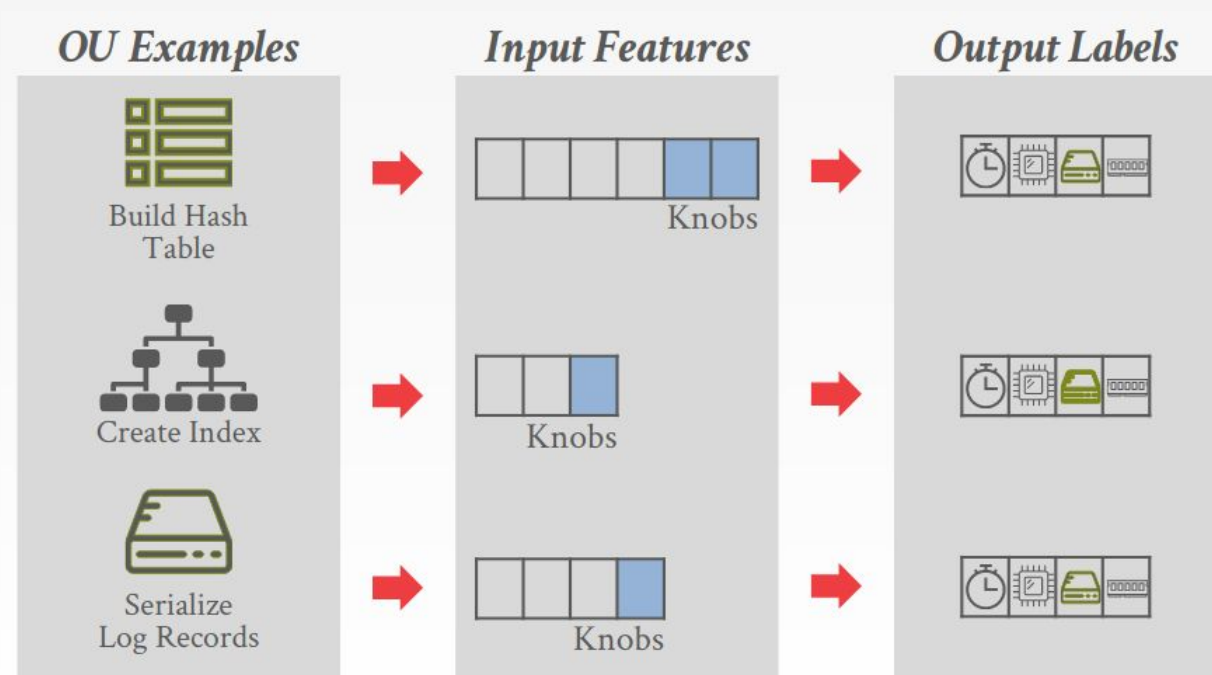 OU Examples
Input Features
Output Labels
Build Hash
Table
Knobs
Create Index
Knobs
Serialize
Log Records
Knobs